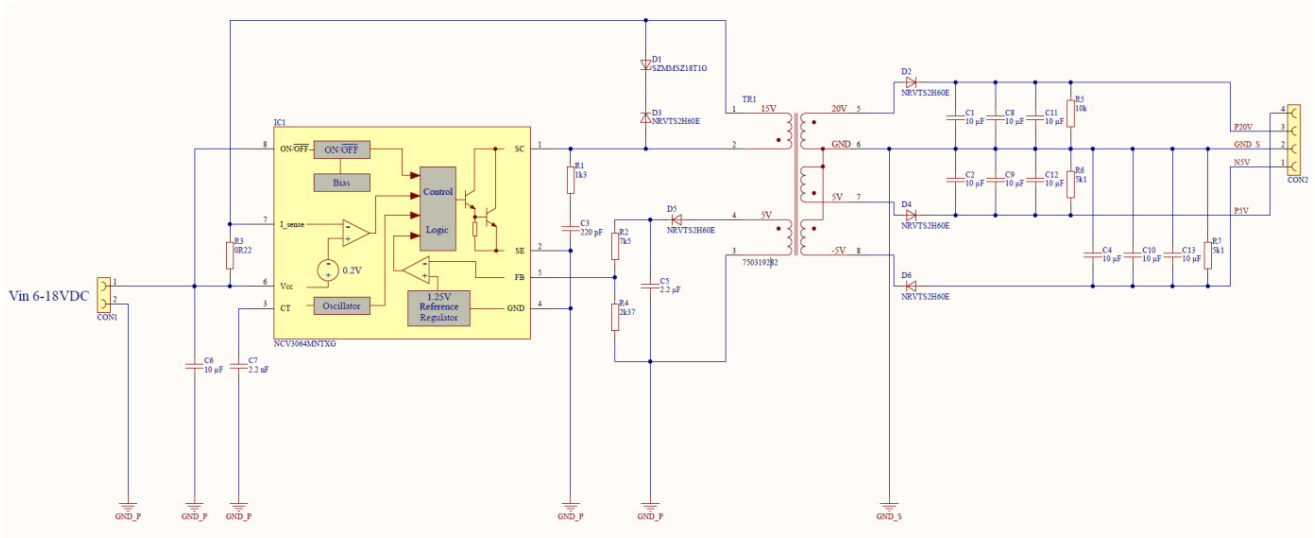 D1
SZMMSZ18T1G
D3
NRVTS2H60E
TR1
1 15V 20V 5
2 GND 6
5V 7
4 5V
3 -5V 8
750319282
D2
NRVTS2H60E
D4
NRVTS2H60E
D6
NRVTS2H60E
C1
10 µF
C8
10 µF
C11
10 µF
R5
10k
C2
10 µF
C9
10 µF
C12
10 µF
R6
5k1
C4
10 µF
C10
10 µF
C13
10 µF
R7
5k1
P20V
GND_S
N5V
P5V
4
3
2
1
CON2
IC1
8 ON/OFF ON/OFF
Bias
Control
Logic
SC 1
7 I_sense
0.2V
SE 2
FB 5
6 Vcc
3 CT
Oscillator
1.25V
Reference
Regulator
GND 4
NCV3064MNTXG
R3
0R22
R1
1k3
C3
220 pF
R2
7k5
D5
NRVTS2H60E
C5
2.2 µF
R4
2k37
Vin 6-18VDC
1
2
CON1
C6
10 µF
C7
2.2 nF
GND_P
GND_P
GND_P
GND_P
GND_P
GND_S